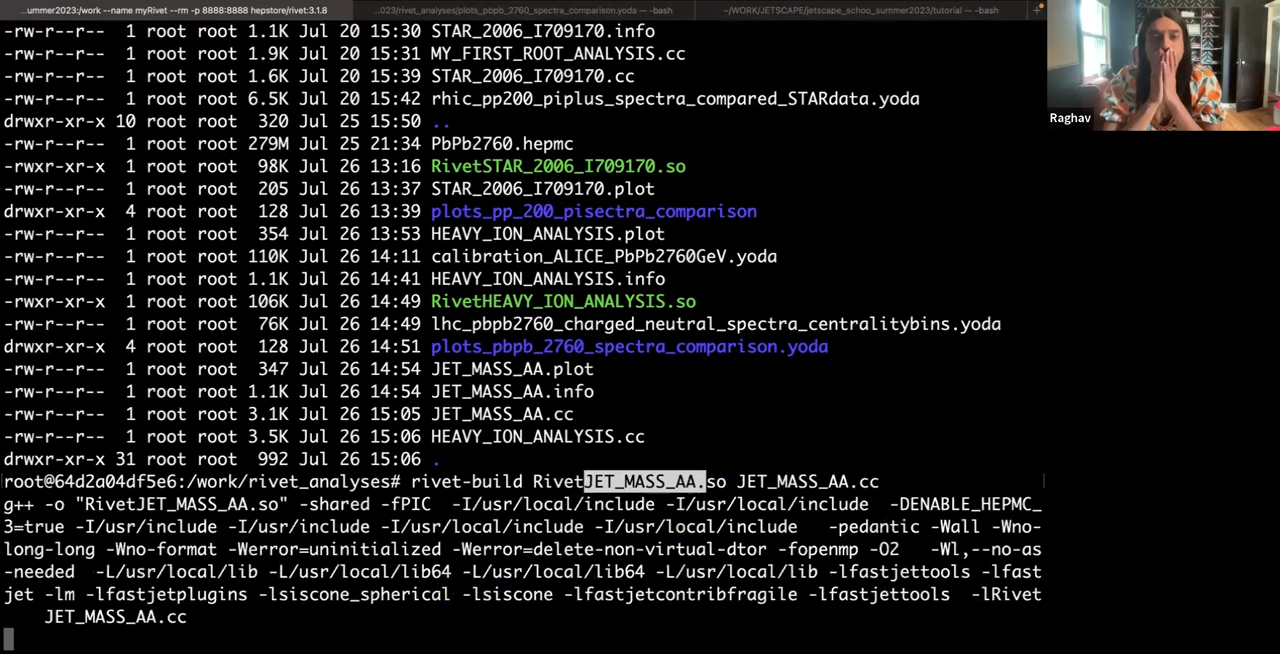 ...ummer2023:/work --name myRivet --rm -p 8888:8888 hepstore/rivet:3.1.8
...023/rivet_analyses/plots_pbpb_2760_spectra_comparison.yoda — -bash
~/WORK/JETSCAPE/jetscape_schoo_summer2023/tutorial — -bash
+
-rw-r--r-- 1 root root 1.1K Jul 20 15:30 STAR_2006_I709170.info
-rw-r--r-- 1 root root 1.9K Jul 20 15:31 MY_FIRST_ROOT_ANALYSIS.cc
-rw-r--r-- 1 root root 1.6K Jul 20 15:33 STAR_2006_I709170.cc
-rw-r--r-- 1 root root 6.5K Jul 20 15:42 rhic_pp200_piplus_spectra_compared_STARdata.yoda
drwxr-xr-x 10 root root 320 Jul 25 15:50 ..
-rw-r--r-- 1 root root 279M Jul 25 21:34 PbPb2760.hepmc
-rwxr-xr-x 1 root root 98K Jul 26 13:16 RivetSTAR_2006_I709170.so
-rw-r--r-- 1 root root 205 Jul 26 13:37 STAR_2006_I709170.plot
drwxr-xr-x 4 root root 128 Jul 26 13:39 plots_pp_200_pisectra_comparison
-rw-r--r-- 1 root root 354 Jul 26 13:53 HEAVY_ION_ANALYSIS.plot
-rw-r--r-- 1 root root 110K Jul 26 14:11 calibration_ALICE_PbPb2760GeV.yoda
-rw-r--r-- 1 root root 1.1K Jul 26 14:41 HEAVY_ION_ANALYSIS.info
-rwxr-xr-x 1 root root 106K Jul 26 14:49 RivetHEAVY_ION_ANALYSIS.so
-rw-r--r-- 1 root root 76K Jul 26 14:49 lhc_pbpb2760_charged_neutral_spectra_centralitybins.yoda
drwxr-xr-x 4 root root 128 Jul 26 14:51 plots_pbpb_2760_spectra_comparison.yoda
-rw-r--r-- 1 root root 347 Jul 26 14:54 JET_MASS_AA.plot
-rw-r--r-- 1 root root 1.1K Jul 26 14:54 JET_MASS_AA.info
-rw-r--r-- 1 root root 3.1K Jul 26 15:05 JET_MASS_AA.cc
-rw-r--r-- 1 root root 3.5K Jul 26 15:06 HEAVY_ION_ANALYSIS.cc
drwxr-xr-x 31 root root 992 Jul 26 15:06 .
root@64d2a04df5e6:/work/rivet_analyses# rivet-build RivetJET_MASS_AA.so JET_MASS_AA.cc
g++ -o "RivetJET_MASS_AA.so" -shared -fPIC -I/usr/local/include -I/usr/local/include -DENABLE_HEPMC_
3=true -I/usr/include -I/usr/local/include -I/usr/local/include -pedantic -Wall -Wno-
long-long -Wno-format -Werror=uninitialized -Werror=delete-non-virtual-dtor -fopenmp -O2 -Wl,--no-as
-needed -L/usr/local/lib -L/usr/local/lib64 -L/usr/local/lib64 -L/usr/local/lib -lfastjettools -lfast
jet -lm -lfastjetplugins -lsiscone_spherical -lsiscone -lfastjetcontribfragile -lfastjettools -lRivet
JET_MASS_AA.cc
Raghav